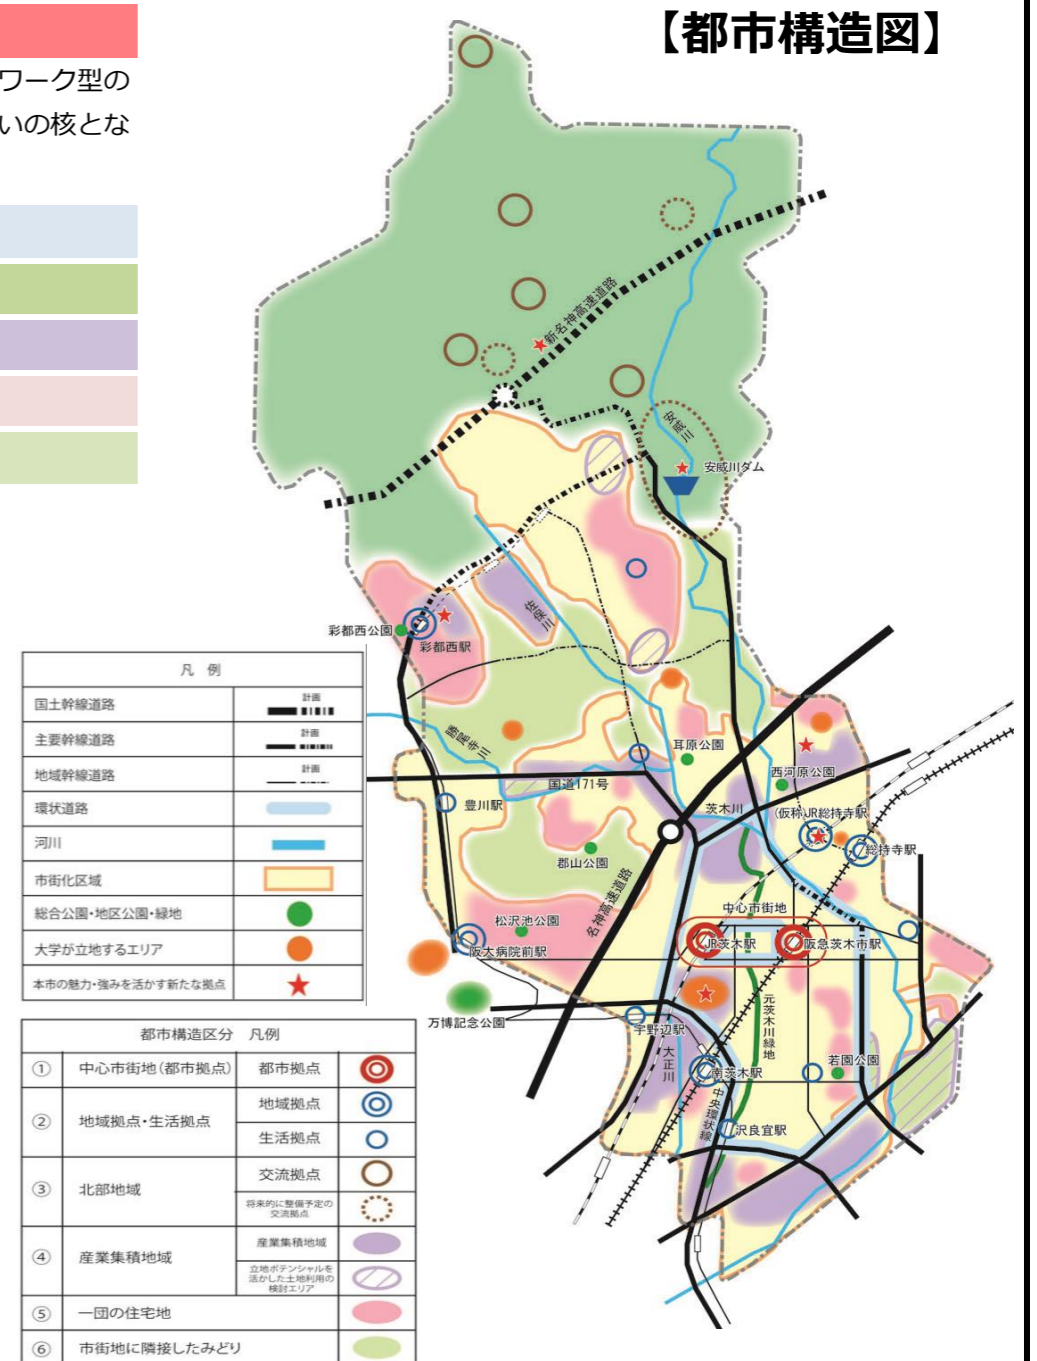 【都市構造図】
ワーク型の
いの核とな
新名神高速道路
安威川
安威川ダム
佐保川
彩都西公園
彩都西駅
勝尾寺川
耳原公園
国道171号
西河原公園
豊川駅
茨木川
(仮称)JR総持寺駅
総持寺駅
郡山公園
名神高速道路
中心市街地
松沢池公園
JR茨木駅
阪急茨木市駅
阪大病院前駅
万博記念公園
宇野辺駅
元茨木川緑地
大正川
南茨木駅
若園公園
中央環状線
沢良宜駅
凡 例
国土幹線道路 計画
主要幹線道路 計画
地域幹線道路 計画
環状道路
河川
市街化区域
総合公園・地区公園・緑地
大学が立地するエリア
本市の魅力・強みを活かす新たな拠点
都市構造区分 凡例
① 中心市街地(都市拠点) 都市拠点
② 地域拠点・生活拠点 地域拠点
生活拠点
③ 北部地域 交流拠点
将来的に整備予定の
交流拠点
④ 産業集積地域 産業集積地域
立地ポテンシャルを
活かした土地利用の
検討エリア
⑤ 一団の住宅地
⑥ 市街地に隣接したみどり